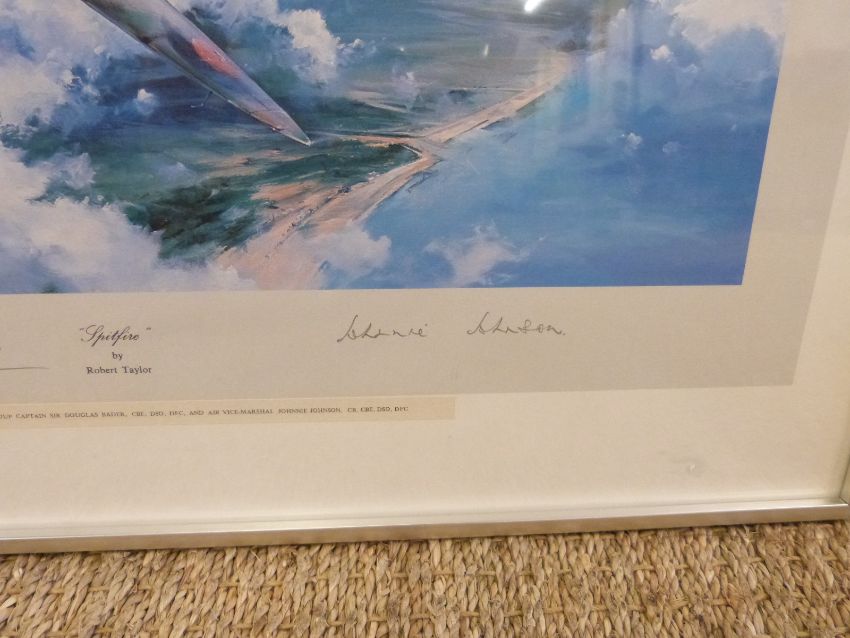 "Spitfire"
by
Robert Taylor
Johnnie Johnson.
CAPTAIN SIR DOUGLAS BADER, CBE, DSO, DFC, AND AIR VICE-MARSHAL JOHNNIE JOHNSON, CB, CBE, DSO, DFC